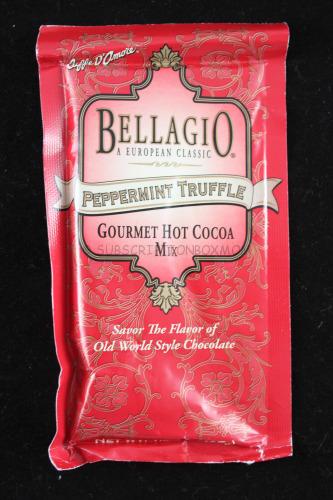 Caffe D'Amore®
BELLAGIO®
A EUROPEAN CLASSIC
PEPPERMINT TRUFFLE
GOURMET HOT COCOA
MIX
Savor The Flavor of
Old World Style Chocolate